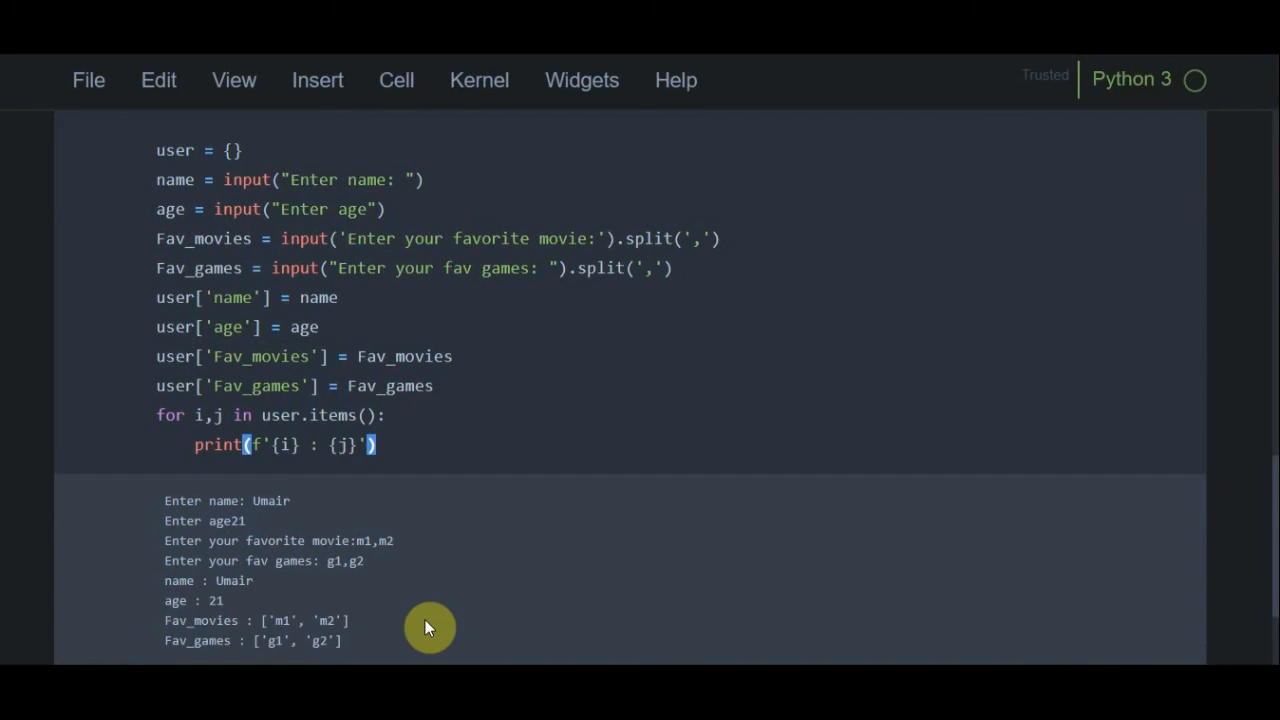 File Edit View Insert Cell Kernel Widgets Help Trusted Python 3
user = {}
name = input("Enter name: ")
age = input("Enter age")
Fav_movies = input('Enter your favorite movie:').split(',')
Fav_games = input("Enter your fav games: ").split(',')
user['name'] = name
user['age'] = age
user['Fav_movies'] = Fav_movies
user['Fav_games'] = Fav_games
for i,j in user.items():
    print(f'{i} : {j}')
Enter name: Umair
Enter age21
Enter your favorite movie:m1,m2
Enter your fav games: g1,g2
name : Umair
age : 21
Fav_movies : ['m1', 'm2']
Fav_games : ['g1', 'g2']